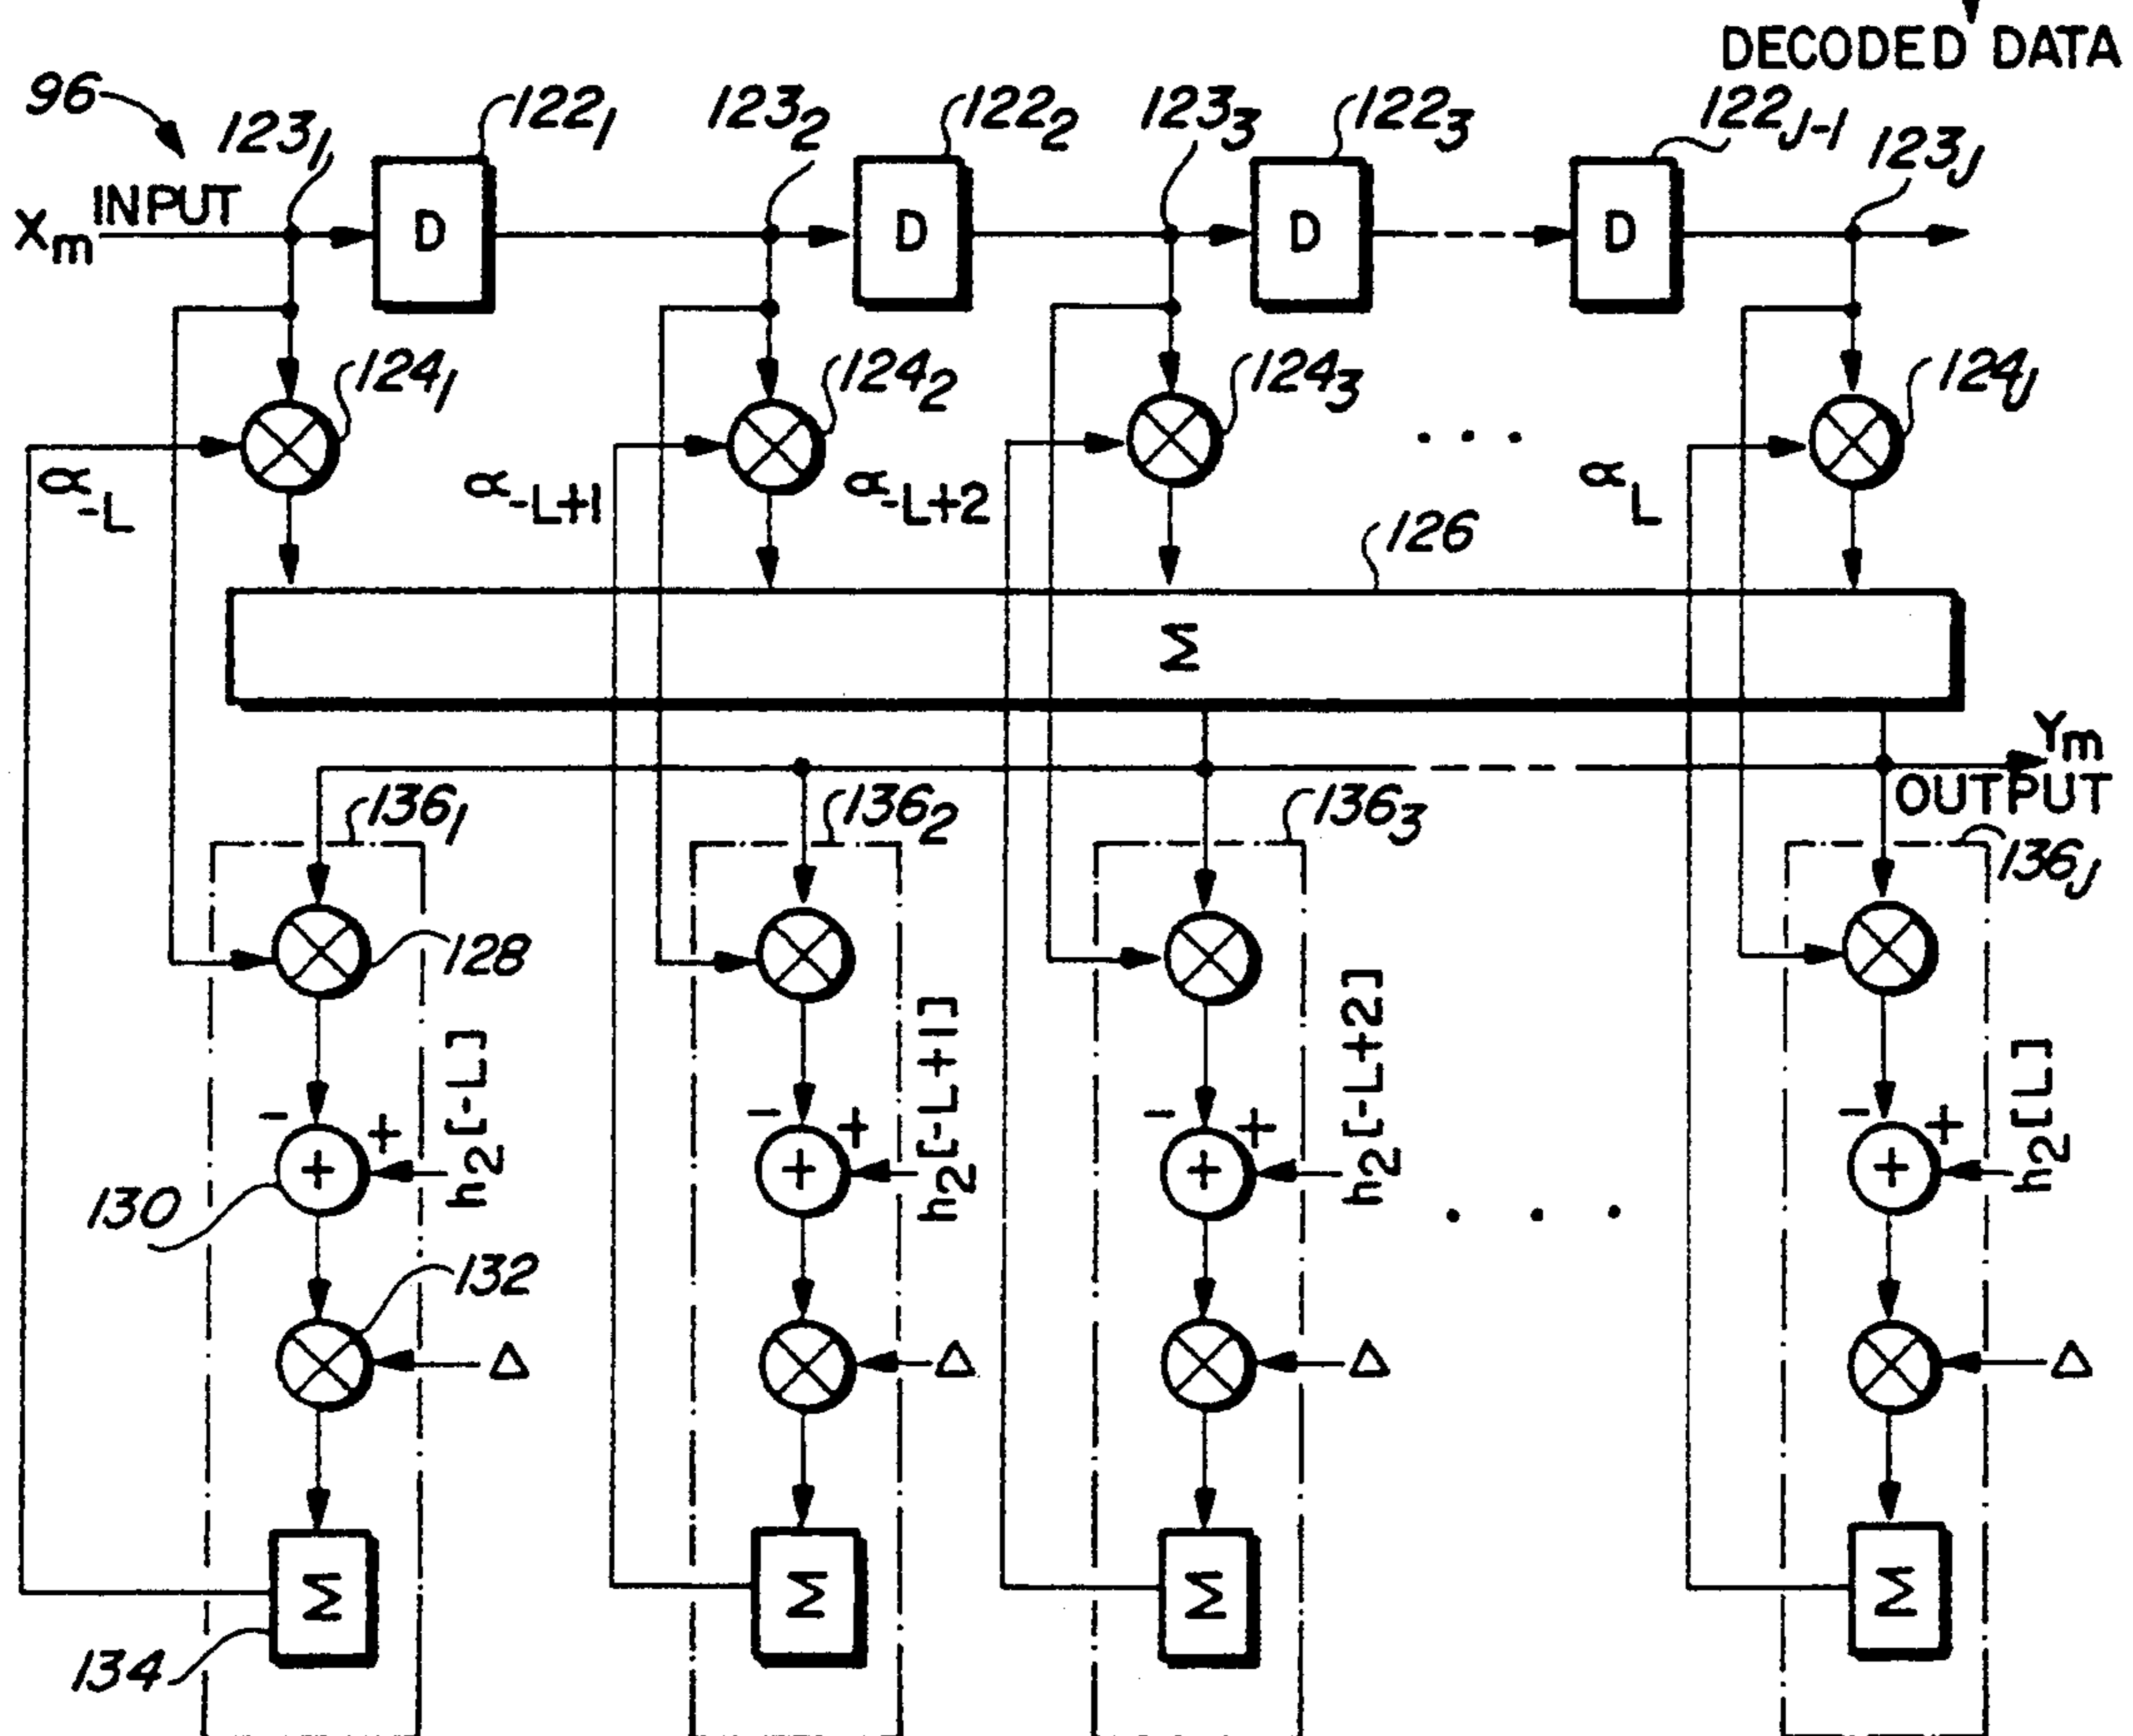 DECODED DATA
96
123₁
122₁
123₂
122₂
123₃
122₃
122J-1
123J
INPUT
Xm
D
D
D
D
124₁
124₂
124₃
124J
. . .
α-L
α-L+1
α-L+2
αL
126
Σ
Ym
OUTPUT
136₁
136₂
136₃
136J
128
h₂[-L]
h₂[-L+1]
h₂[-L+2]
h₂[L]
- +
- +
- +
- +
+
+
+
+
130
. . .
132
Δ
Δ
Δ
Δ
Σ
Σ
Σ
Σ
134